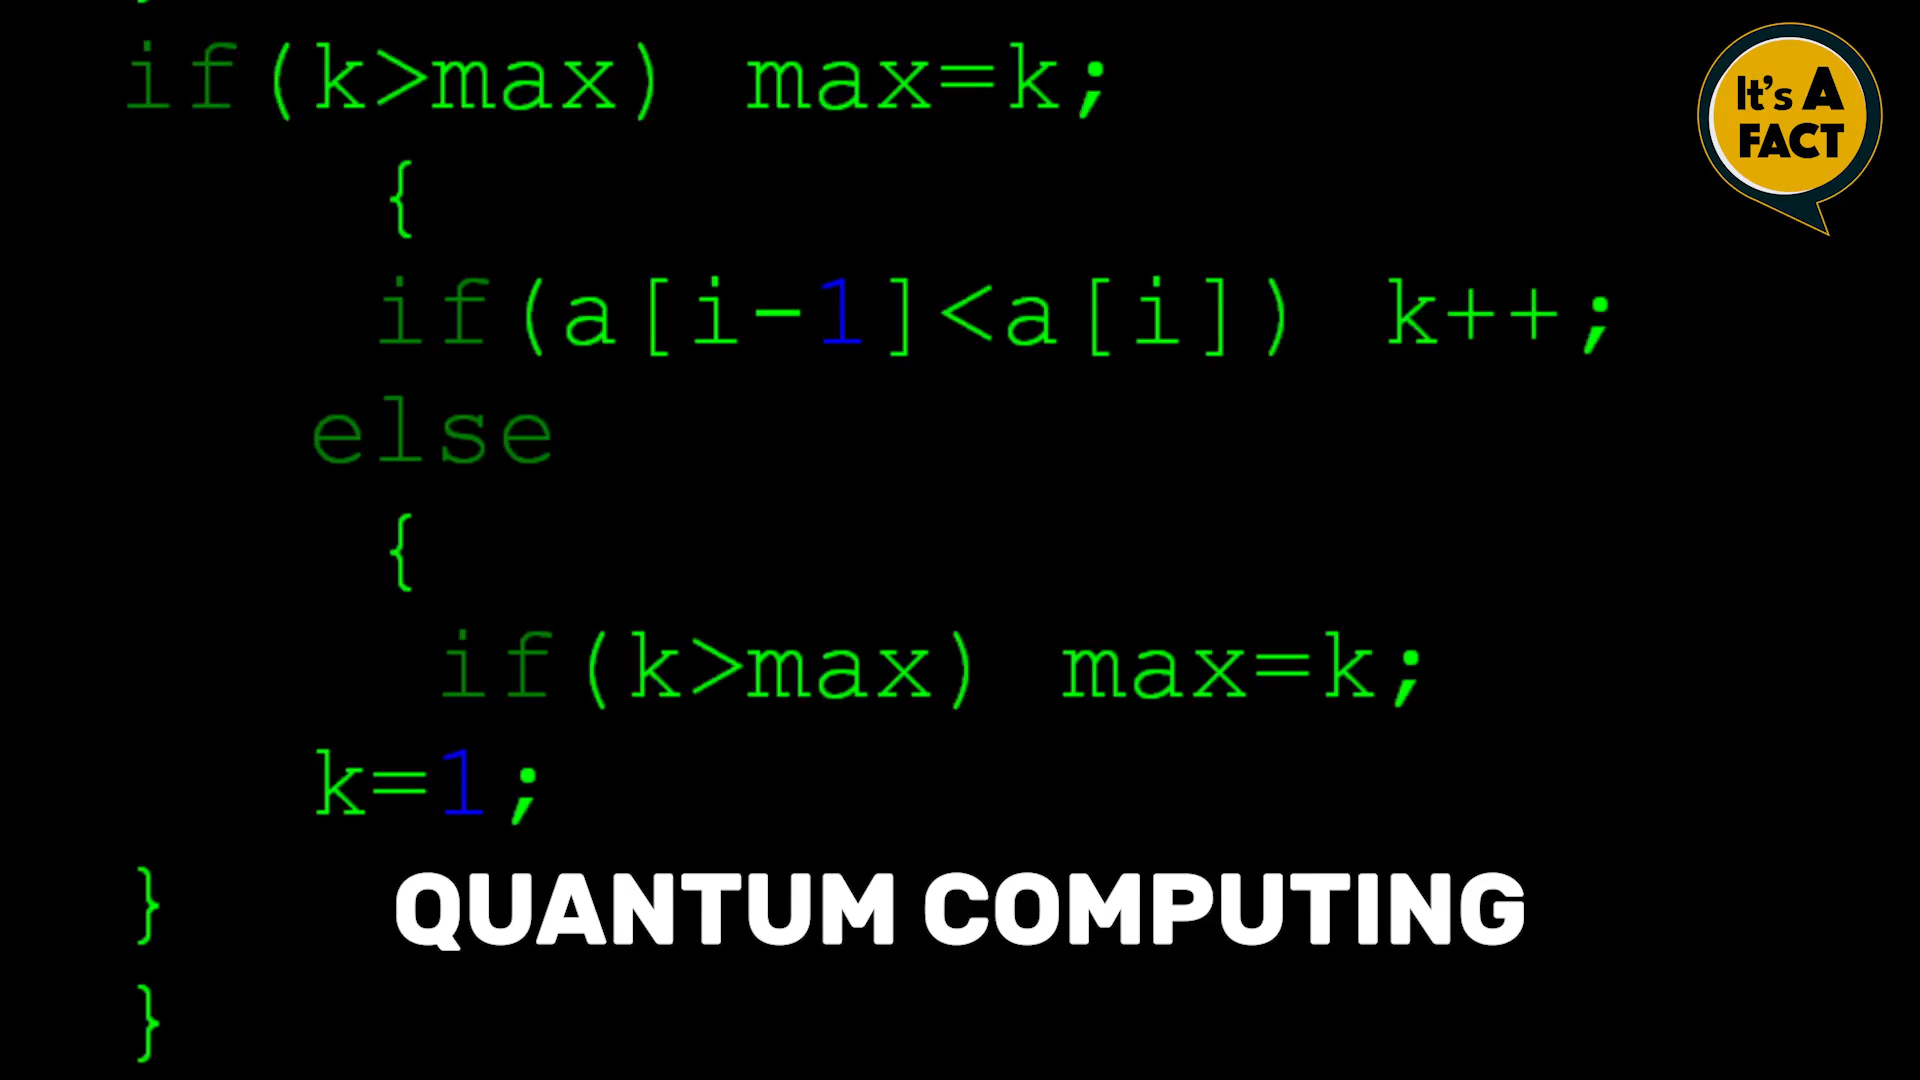 }
if(k>max) max=k;
It's A
FACT
{
if(a[i-1]<a[i]) k++;
else
{
if(k>max) max=k;
k=1;
}
QUANTUM COMPUTING
}